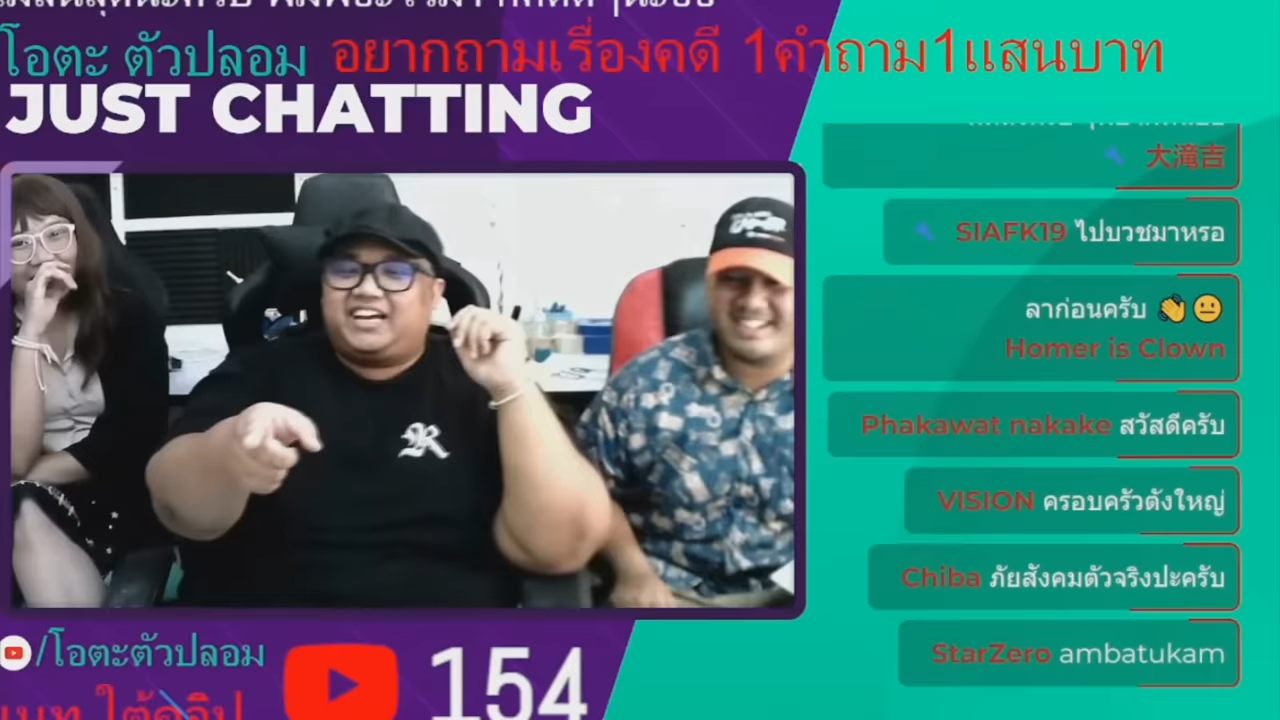 โอตะ ตัวปลอม อยากถามเรื่องคดี 1คำถาม1แสนบาท
JUST CHATTING
大滝吉
SIAFK19 ไปบวชมาหรอ
ลาก่อนครับ 👋😐
Homer is Clown
Phakawat nakake สวัสดีครับ
VISION ครอบครัวตังใหญ่
Chiba ภัยสังคมตัวจริงปะครับ
StarZero ambatukam
/โอตะตัวปลอม
154